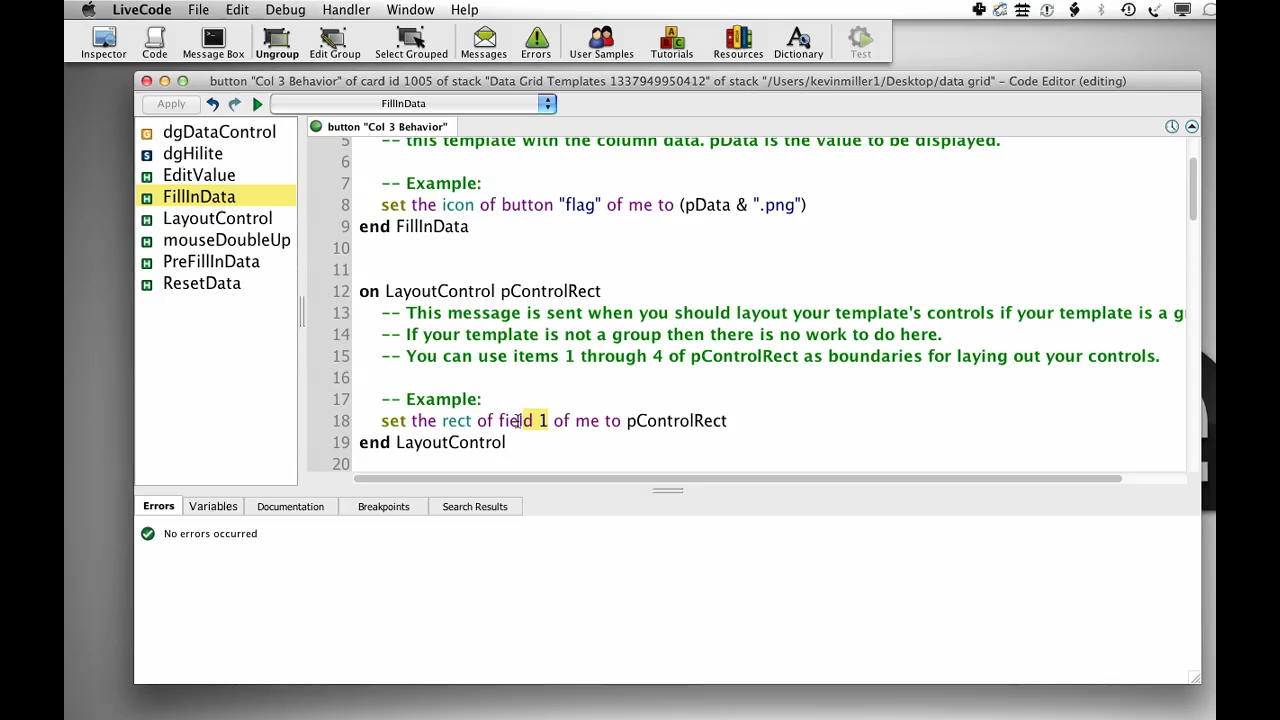 LiveCode File Edit Debug Handler Window Help
Inspector Code Message Box Ungroup Edit Group Select Grouped Messages Errors User Samples Tutorials Resources Dictionary Test
button "Col 3 Behavior" of card id 1005 of stack "Data Grid Templates 1337949950412" of stack "/Users/kevinmiller1/Desktop/data grid" - Code Editor (editing)
Apply FillInData
button "Col 3 Behavior"
dgDataControl
dgHilite
EditValue
FillInData
LayoutControl
mouseDoubleUp
PreFillInData
ResetData
5 -- this template with the column data. pData is the value to be displayed.
6
7 -- Example:
8 set the icon of button "flag" of me to (pData & ".png")
9 end FillInData
10
11
12 on LayoutControl pControlRect
13 -- This message is sent when you should layout your template's controls if your template is a
14 -- If your template is not a group then there is no work to do here.
15 -- You can use items 1 through 4 of pControlRect as boundaries for laying out your controls.
16
17 -- Example:
18 set the rect of field 1 of me to pControlRect
19 end LayoutControl
20
Errors Variables Documentation Breakpoints Search Results
No errors occurred